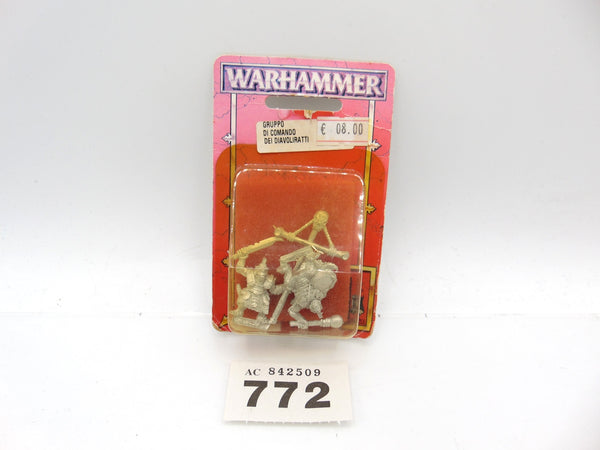 WARHAMMER
GRUPPO
DI COMANDO
DEI DIAVOLIRATTI
€ 08.00
AC 842509
772